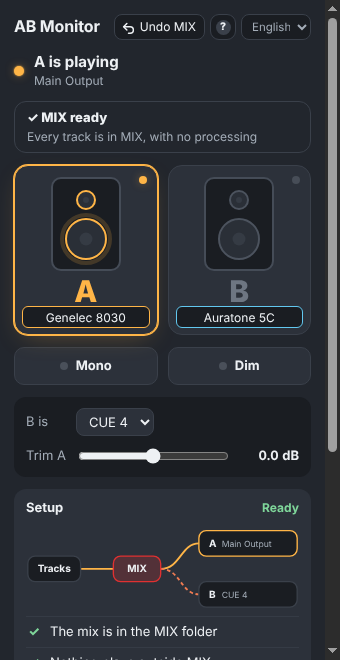 AB Monitor
Undo MIX
?
English
A is playing
Main Output
✓ MIX ready
Every track is in MIX, with no processing
A
Genelec 8030
B
Auratone 5C
Mono
Dim
B is
CUE 4
Trim A
0.0 dB
Setup
Ready
Tracks
MIX
A Main Output
B CUE 4
✓ The mix is in the MIX folder